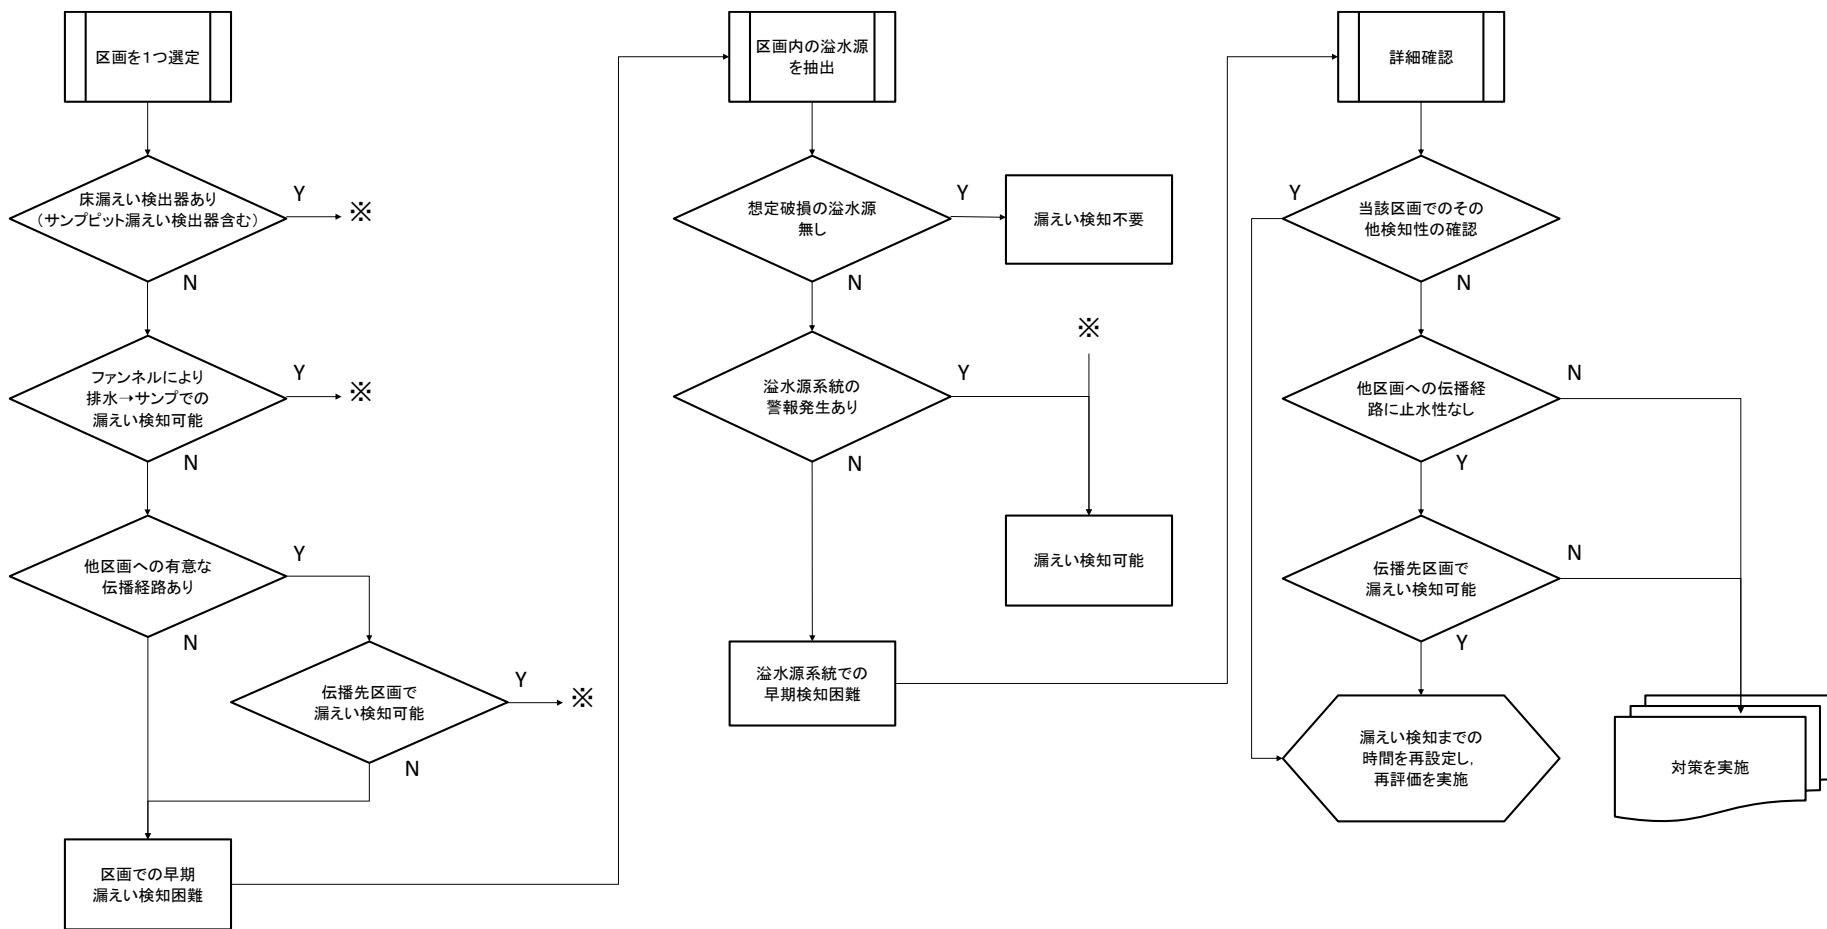 区画を1つ選定
床漏えい検出器あり
(サンプピット漏えい検出器含む)
Y
※
N
ファンネルにより
排水→サンプでの
漏えい検知可能
Y
※
N
他区画への有意な
伝播経路あり
Y
N
伝播先区画で
漏えい検知可能
Y
※
N
区画での早期
漏えい検知困難
区画内の溢水源
を抽出
想定破損の溢水源
無し
Y
漏えい検知不要
N
※
溢水源系統の
警報発生あり
Y
N
漏えい検知可能
溢水源系統での
早期検知困難
詳細確認
当該区画でのその
他検知性の確認
Y
N
他区画への伝播経
路に止水性なし
N
Y
伝播先区画で
漏えい検知可能
N
Y
漏えい検知までの
時間を再設定し,
再評価を実施
対策を実施